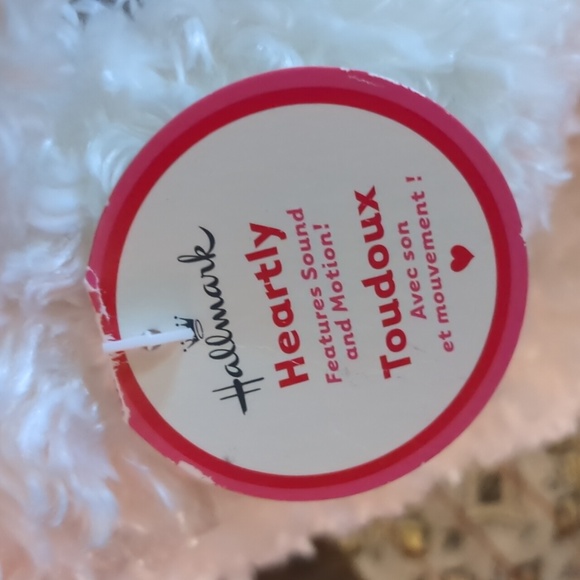 Hallmark
Heartly
Features Sound
and Motion!
Toudoux
Avec son
et mouvement !